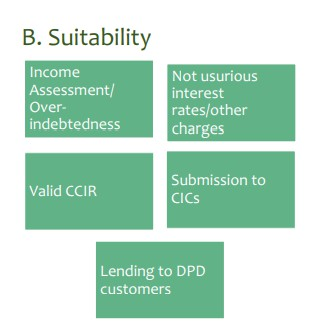 B. Suitability
Income
Assessment/
Over-
indebtedness
Not usurious
interest
rates/other
charges
Valid CCIR
Submission to
CICs
Lending to DPD
customers